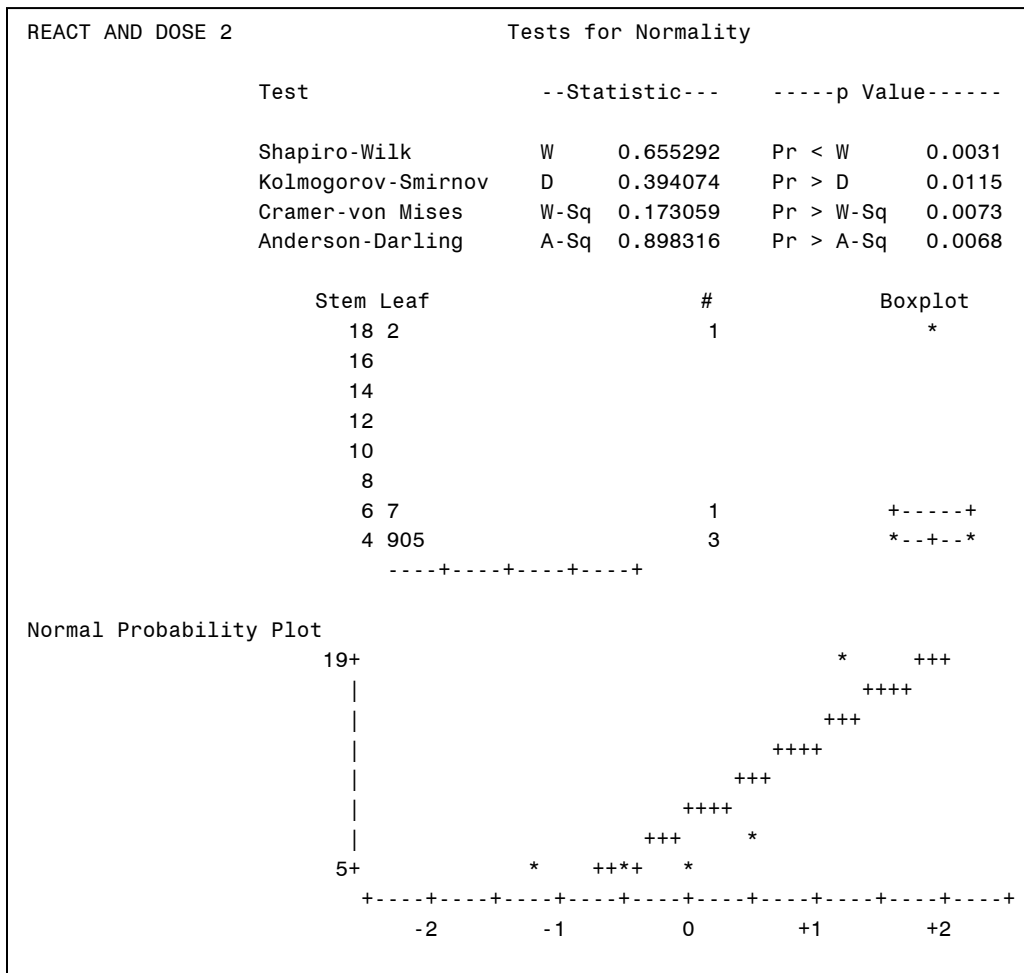 REACT AND DOSE 2 Tests for Normality
Test --Statistic--- -----p Value------
Shapiro-Wilk W 0.655292 Pr < W 0.0031
Kolmogorov-Smirnov D 0.394074 Pr > D 0.0115
Cramer-von Mises W-Sq 0.173059 Pr > W-Sq 0.0073
Anderson-Darling A-Sq 0.898316 Pr > A-Sq 0.0068
Stem Leaf # Boxplot
18 2 1 *
16
14
12
10
8
6 7 1 +-----+
4 905 3 *--+--*
----+----+----+----+
Normal Probability Plot
19+ * +++
| ++++
| +++
| ++++
| +++
| ++++
| +++ *
5+ * ++*+ *
+----+----+----+----+----+----+----+----+----+----+
-2 -1 0 +1 +2